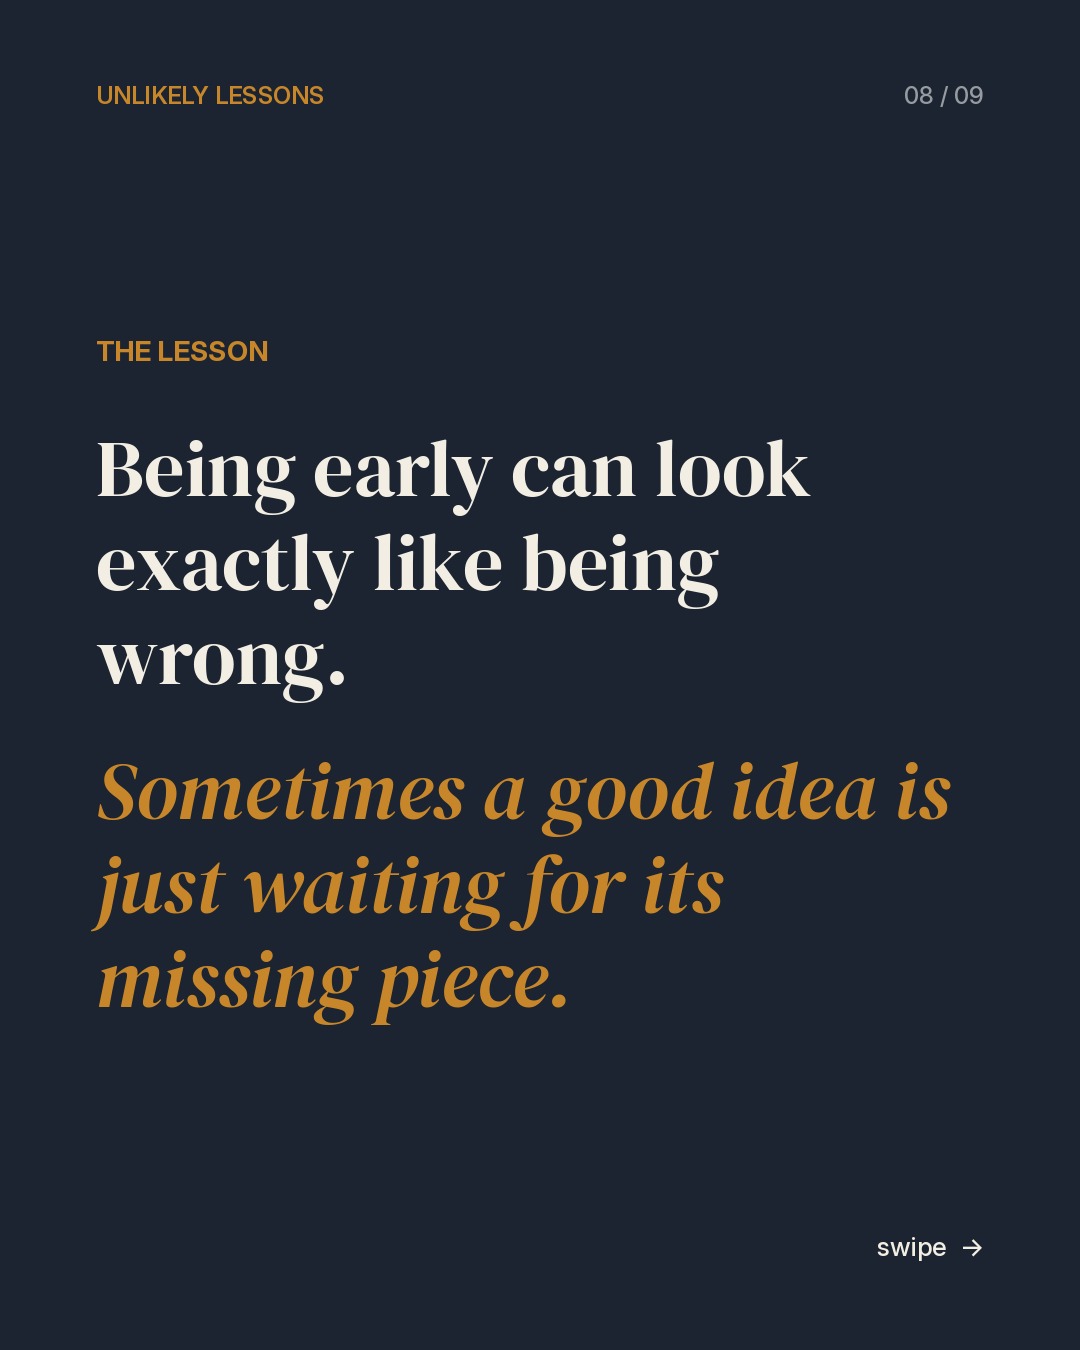 UNLIKELY LESSONS
08 / 09
THE LESSON
Being early can look
exactly like being
wrong.
Sometimes a good idea is
just waiting for its
missing piece.
swipe →